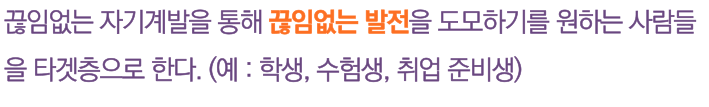 끊임없는 자기계발을 통해 끊임없는 발전을 도모하기를 원하는 사람들
을 타겟층으로 한다. (예 : 학생, 수험생, 취업 준비생)